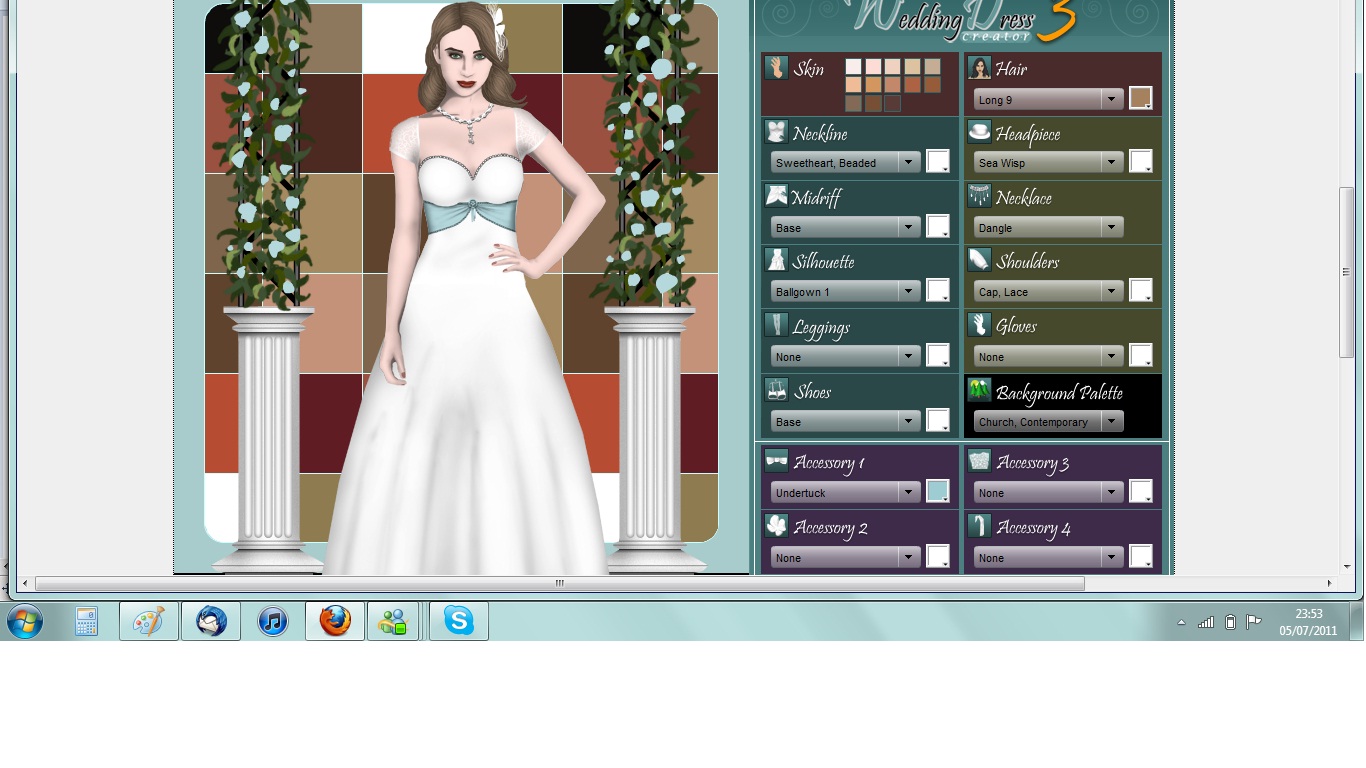 Wedding Dress 3
creator
Skin
Hair
Long 9
Neckline
Headpiece
Sweetheart, Beaded
Sea Wisp
Midriff
Necklace
Base
Dangle
Silhouette
Shoulders
Ballgown 1
Cap, Lace
Leggings
Gloves
None
None
Shoes
Background Palette
Base
Church, Contemporary
Accessory 1
Accessory 3
Undertuck
None
Accessory 2
Accessory 4
None
None
23:53
05/07/2011